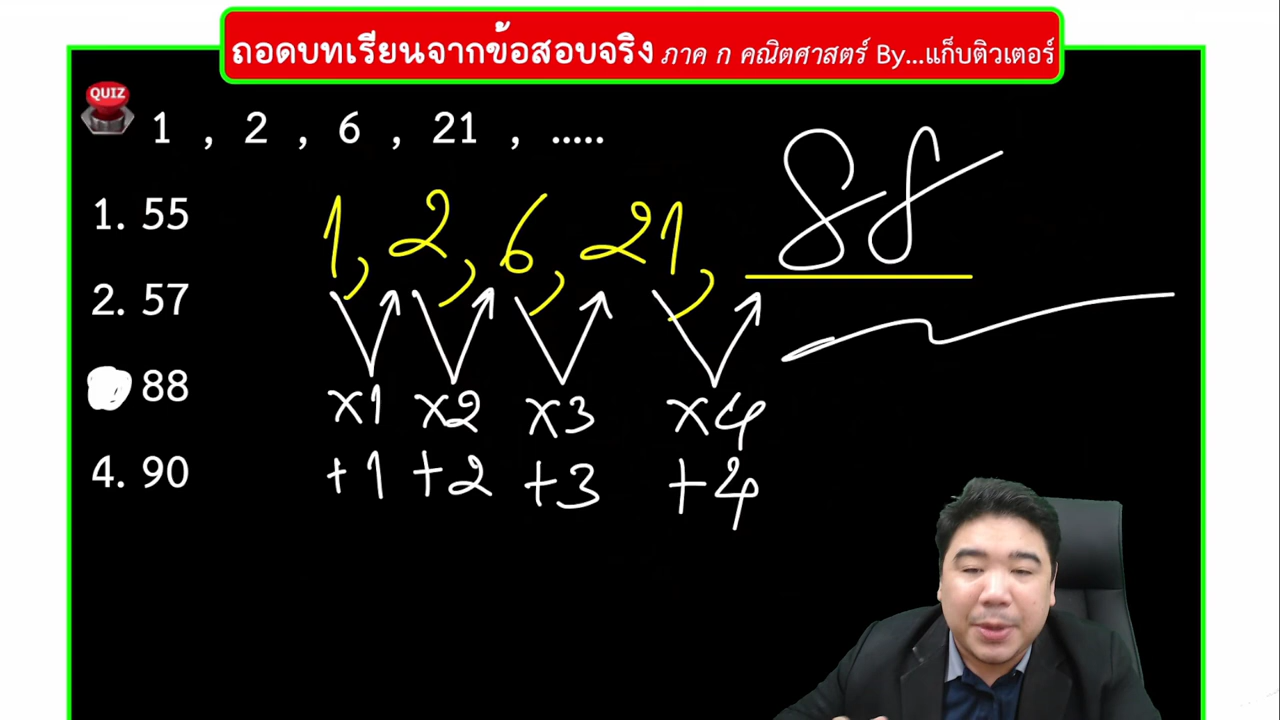 ถอดบทเรียนจากข้อสอบจริง ภาค ก คณิตศาสตร์ By...แก็บติวเตอร์
QUIZ
1 , 2 , 6 , 21 , .....
1. 55
2. 57
88
4. 90
1, 2, 6, 21, 88
x1 x2 x3 x4
+1 +2 +3 +4